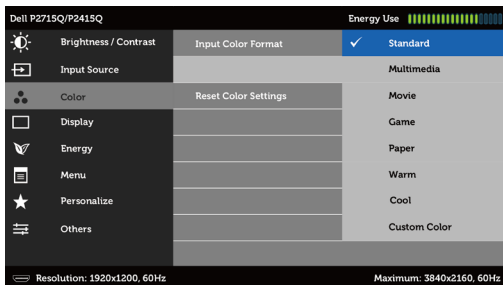 Dell P2715Q/P2415Q
Energy Use
Brightness / Contrast
Input Color Format
Standard
Input Source
Multimedia
Color
Reset Color Settings
Movie
Display
Game
Energy
Paper
Menu
Warm
Personalize
Cool
Others
Custom Color
Resolution: 1920x1200, 60Hz
Maximum: 3840x2160, 60Hz